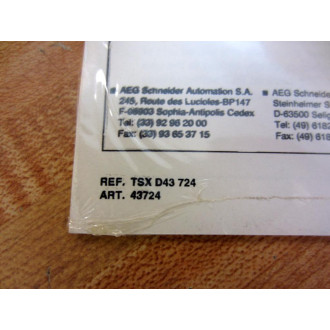 AEG Schneider Automation S.A.
245, Route des Lucioles-BP147
F-06903 Sophia-Antipolis Cedex
Tel: (33) 92 96 20 00
Fax: (33) 93 65 37 15
AEG Schneid
Steinheimer S
D-63500 Selig
Tel: (49) 6182
Fax: (49) 618
REF. TSX D43 724
ART. 43724